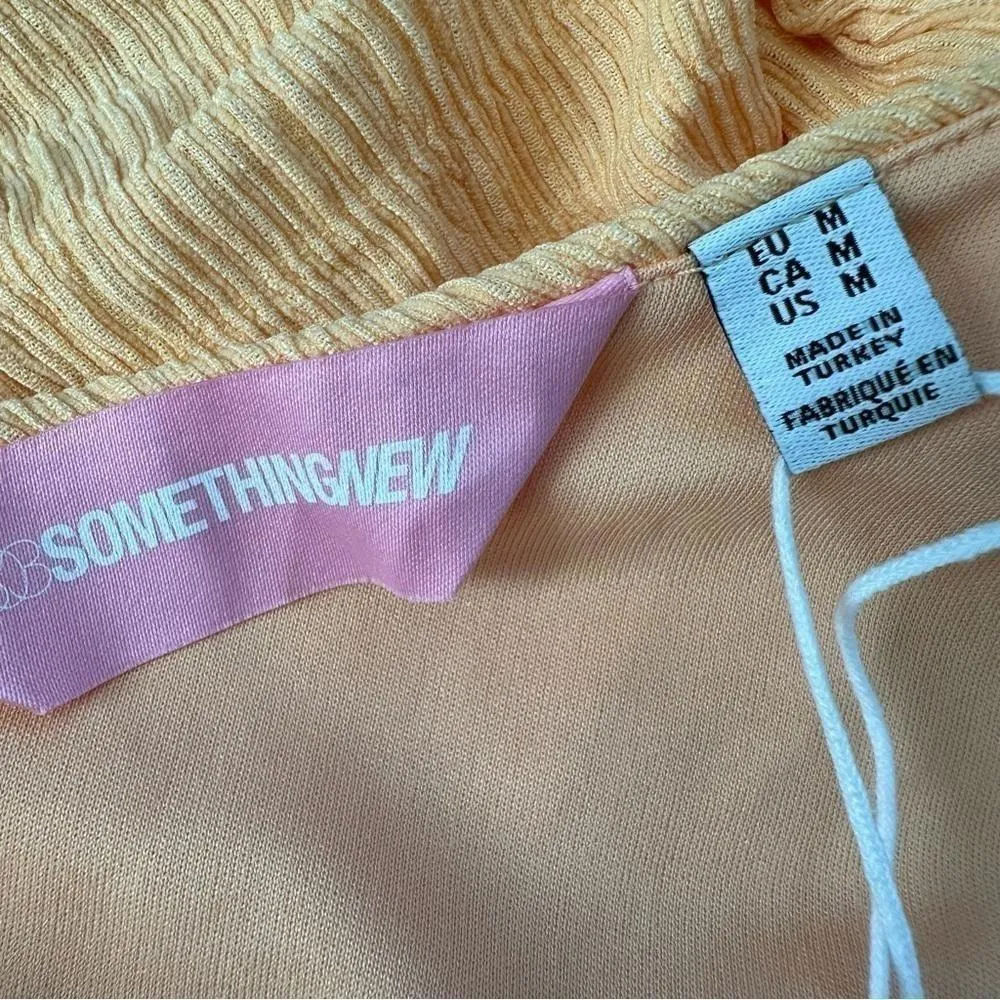 SOMETHINGNEW
EU M
CA M
US M
MADE IN
TURKEY
FABRIQUÉ EN
TURQUIE